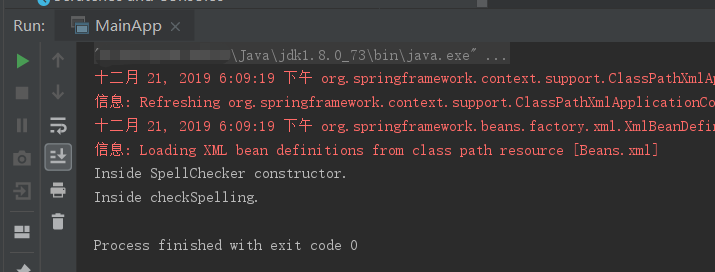 Run: MainApp ×
\Java\jdk1.8.0_73\bin\java.exe" ...
十二月 21, 2019 6:09:19 下午 org.springframework.context.support.ClassPathXmlAp
信息: Refreshing org.springframework.context.support.ClassPathXmlApplicationCo
十二月 21, 2019 6:09:19 下午 org.springframework.beans.factory.xml.XmlBeanDefin
信息: Loading XML bean definitions from class path resource [Beans.xml]
Inside SpellChecker constructor.
Inside checkSpelling.
Process finished with exit code 0